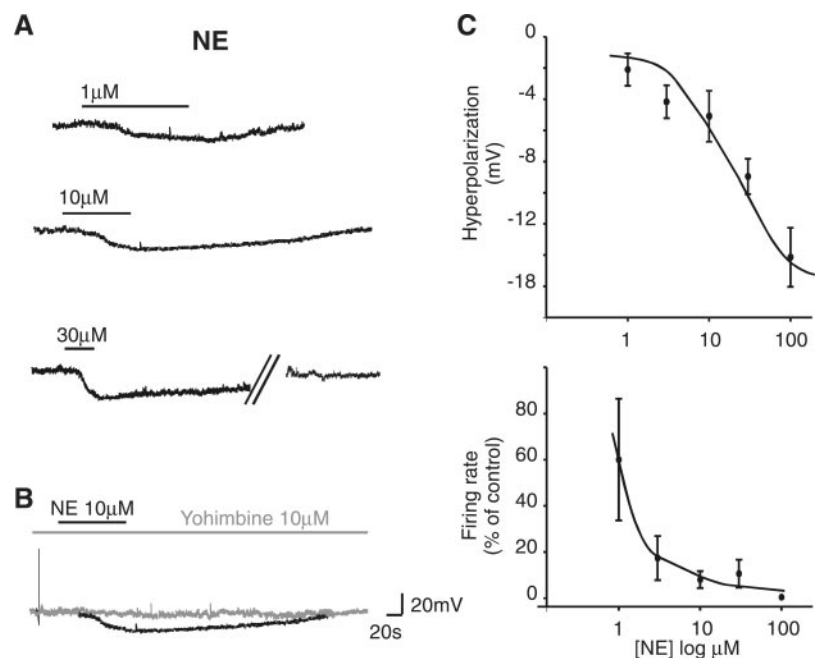 A
NE
1μM
10μM
30μM
B
NE 10μM
Yohimbine 10μM
20mV
20s
C
0
-4
-8
-12
-18
Hyperpolarization
(mV)
1
10
100
80
60
40
20
0
Firing rate
(% of control)
1
10
100
[NE] log μM